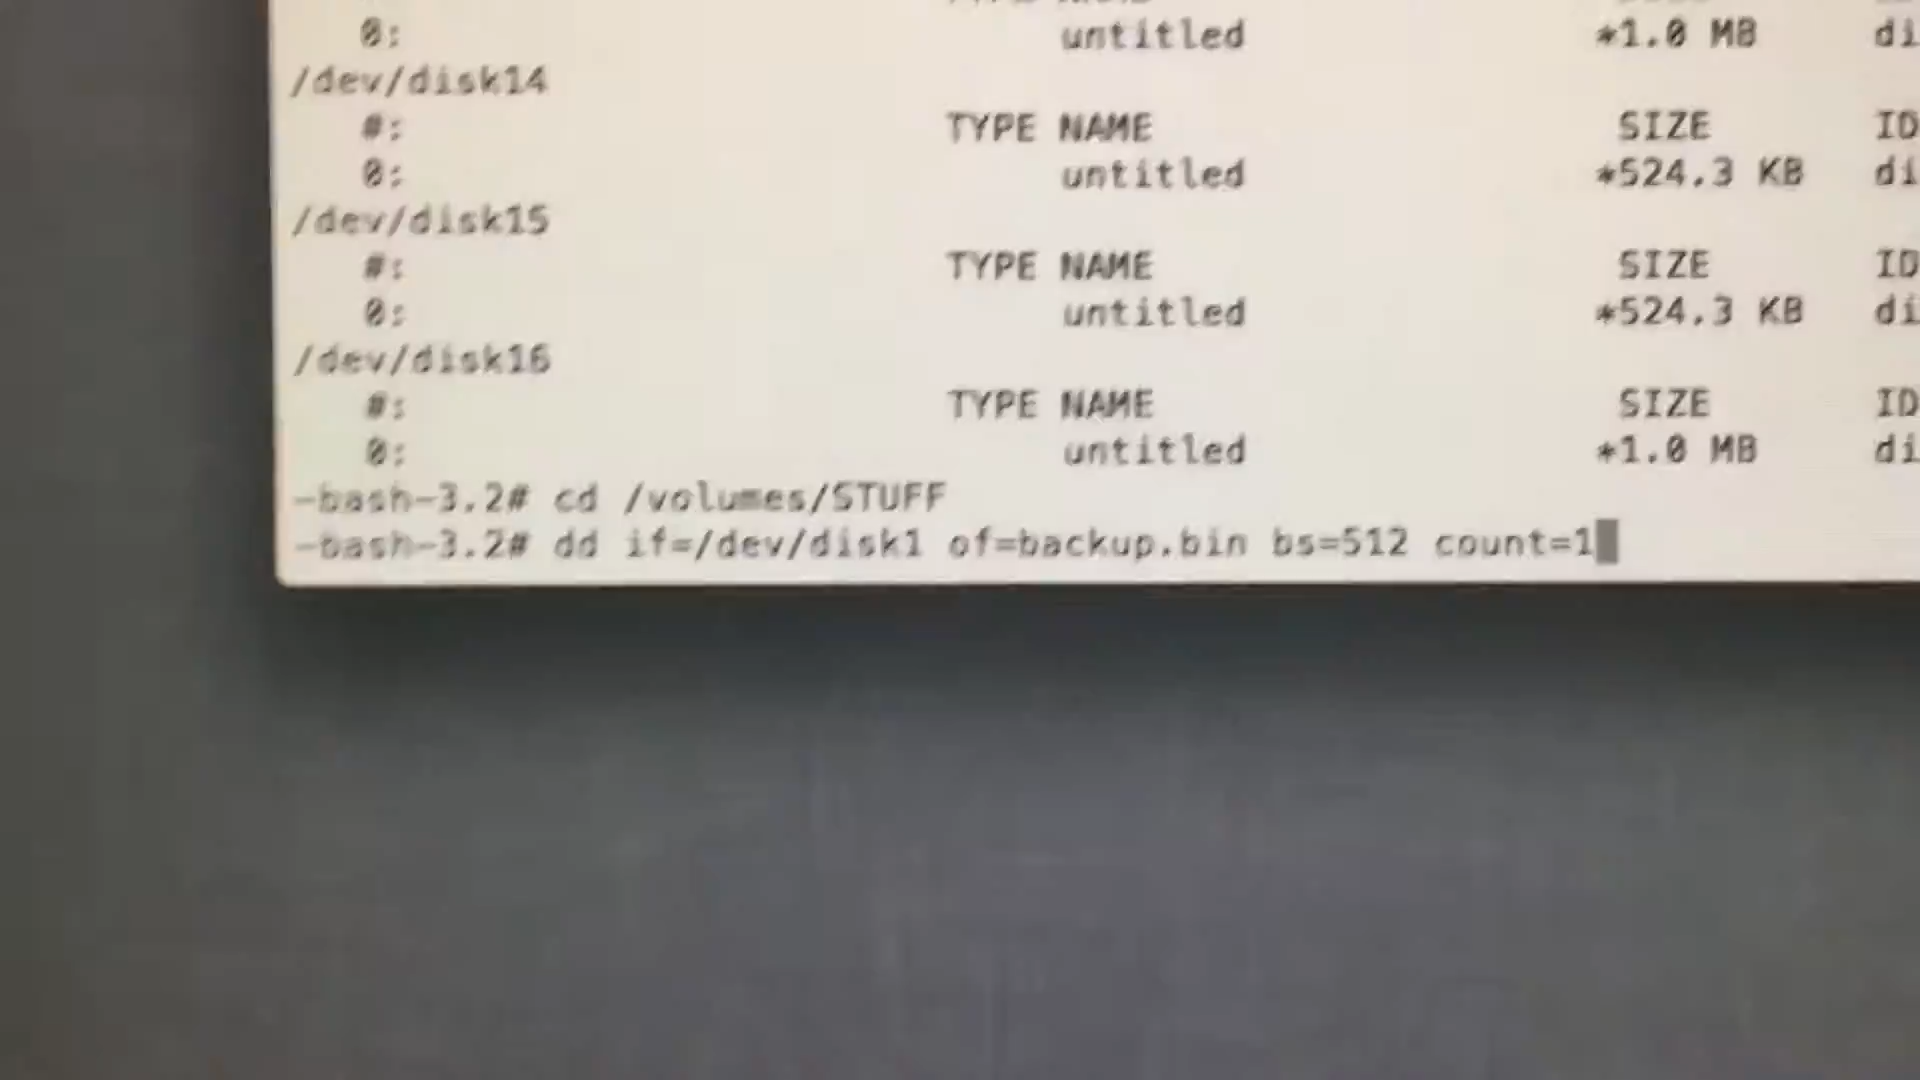 0: untitled *1.0 MB di
/dev/disk14
#: TYPE NAME SIZE ID
0: untitled *524.3 KB di
/dev/disk15
#: TYPE NAME SIZE ID
0: untitled *524.3 KB di
/dev/disk16
#: TYPE NAME SIZE ID
0: untitled *1.0 MB di
-bash-3.2# cd /volumes/STUFF
-bash-3.2# dd if=/dev/disk1 of=backup.bin bs=512 count=1